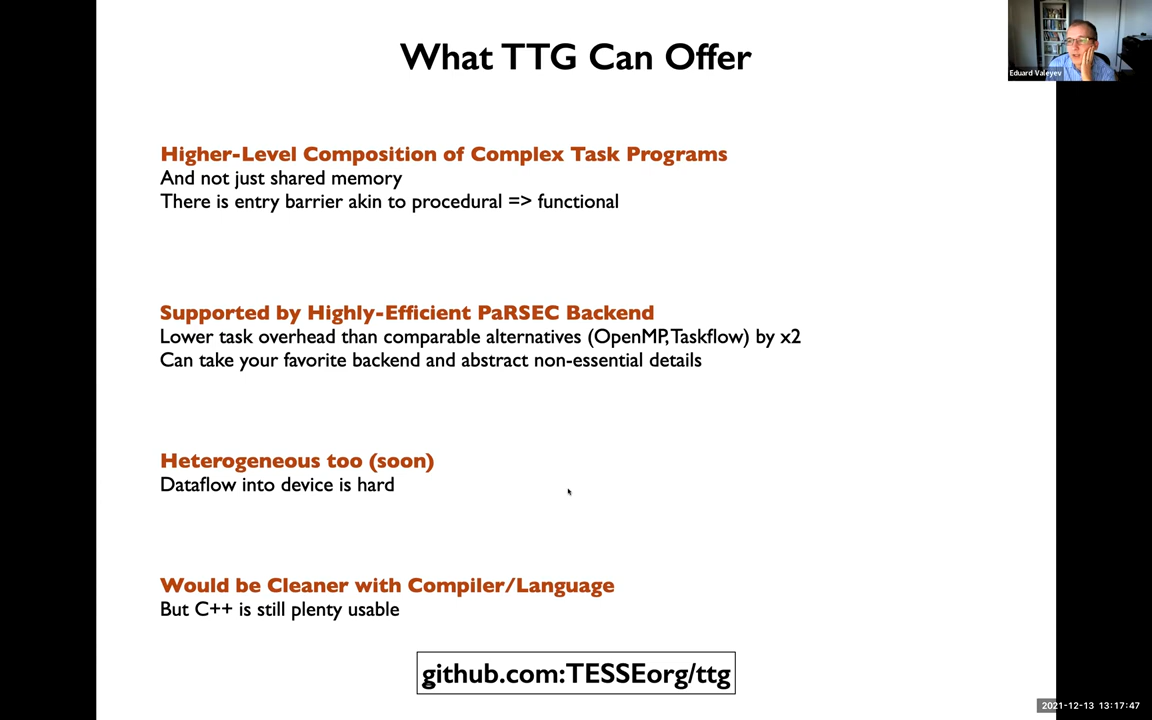 What TTG Can Offer
Eduard Valeyev
Higher-Level Composition of Complex Task Programs
And not just shared memory
There is entry barrier akin to procedural => functional
Supported by Highly-Efficient PaRSEC Backend
Lower task overhead than comparable alternatives (OpenMP,Taskflow) by x2
Can take your favorite backend and abstract non-essential details
Heterogeneous too (soon)
Dataflow into device is hard
Would be Cleaner with Compiler/Language
But C++ is still plenty usable
github.com:TESSEorg/ttg
2021-12-13 13:17:47